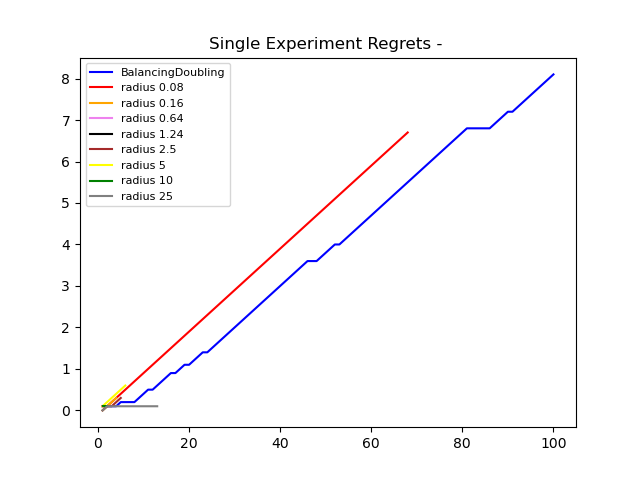 Single Experiment Regrets -
BalancingDoubling
radius 0.08
radius 0.16
radius 0.64
radius 1.24
radius 2.5
radius 5
radius 10
radius 25
8
7
6
5
4
3
2
1
0
0 20 40 60 80 100